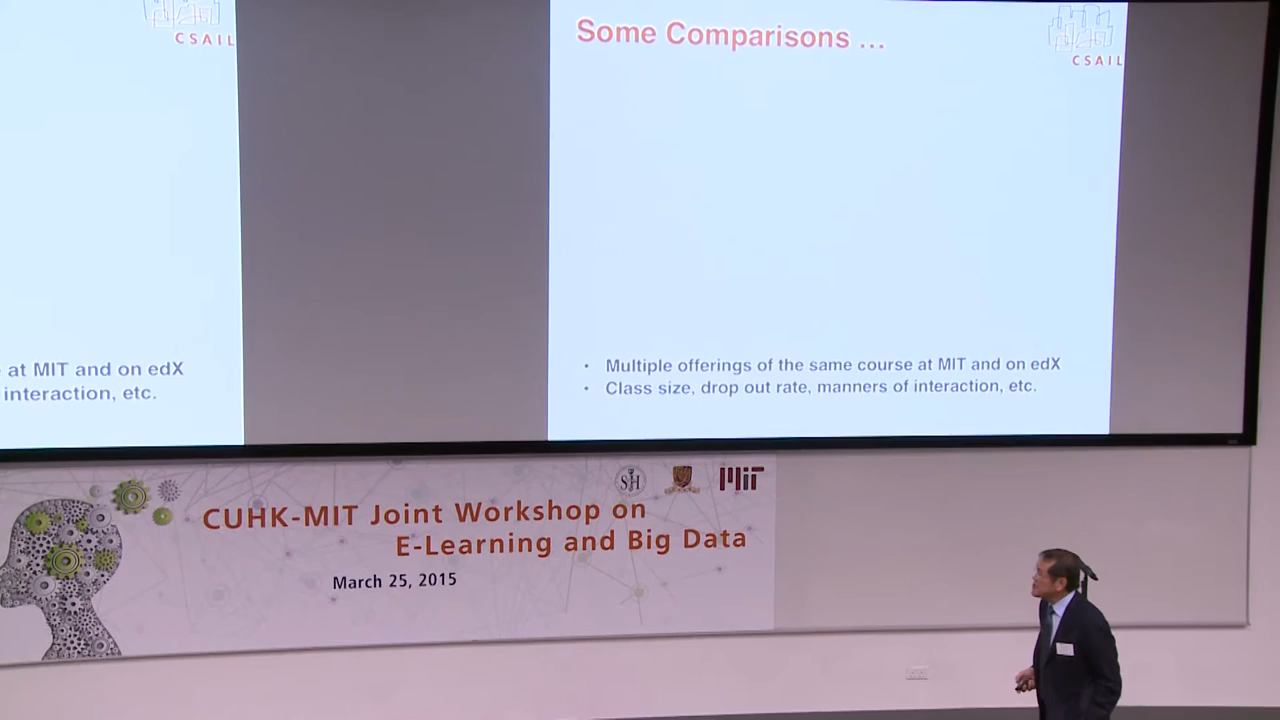 CSAIL
at MIT and on edX
interaction, etc.
Some Comparisons ...
CSAIL
• Multiple offerings of the same course at MIT and on edX
• Class size, drop out rate, manners of interaction, etc.
SH
MIT
CUHK-MIT Joint Workshop on
E-Learning and Big Data
March 25, 2015